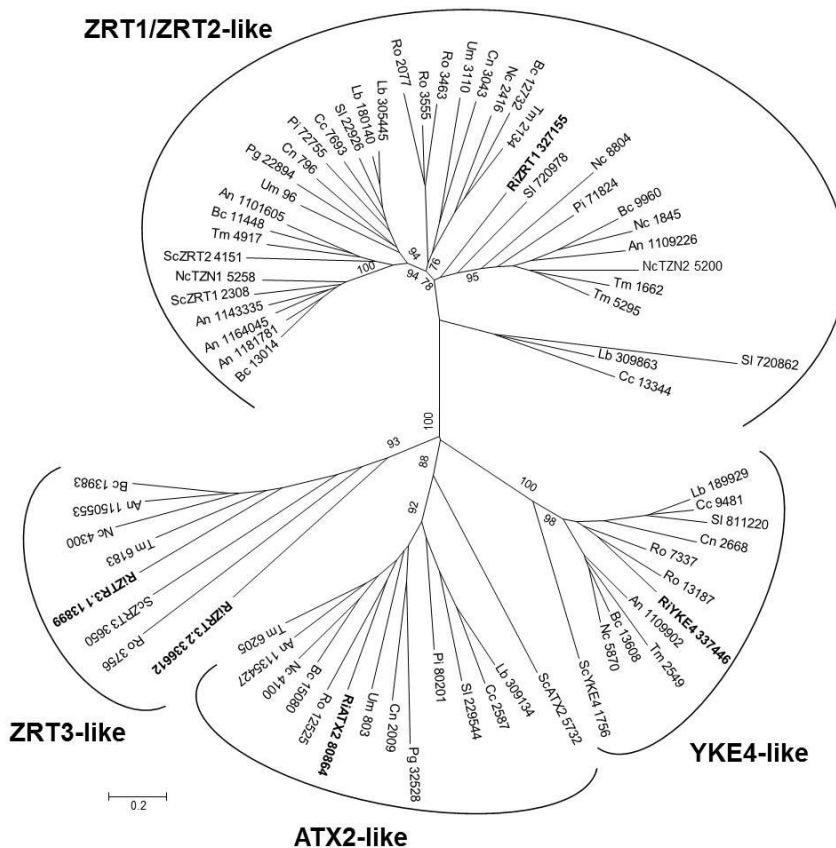 ZRT1/ZRT2-like
Bc 13014
An 1181781
An 1164045
An 1143335
ScZRT1 2308
NcTZN1 5258
ScZRT2 4151
Tm 4917
Bc 11448
An 1101605
Um 96
Pg 22894
Cn 796
Pi 72755
Cc 7693
Sl 22926
Lb 180140
Lb 305445
Ro 2077
Ro 3555
Ro 3463
Um 3110
Cn 3043
Nc 2416
Bc 12732
Tm 2134
RiZRT1 327155
Sl 720978
Nc 8804
Pi 71824
Bc 9960
Nc 1845
An 1109226
NcTZN2 5200
Tm 1662
Tm 5295
Sl 720862
Lb 309863
Cc 13344
100
94
94
76
78
95
100
93
88
92
100
98
Bc 13983
An 1150553
Nc 4300
Tm 6183
RiZTR3.1 13899
ScZRT3 3650
Ro 3756
RiZRT3.2 336612
ZRT3-like
Tm 6205
An 1135427
Nc 4100
Bc 15080
Ro 12525
RiATX2 80864
Um 803
Cn 2009
Pg 32528
Pi 80201
Sl 229544
Cc 2587
Lb 309134
ScATX2 5732
ATX2-like
ScYKE4 1756
Nc 5870
Bc 13608
Tm 2549
An 1109902
RiYKE4 337446
Ro 13187
Ro 7337
Cn 2668
Sl 811220
Cc 9481
Lb 189929
YKE4-like
0.2